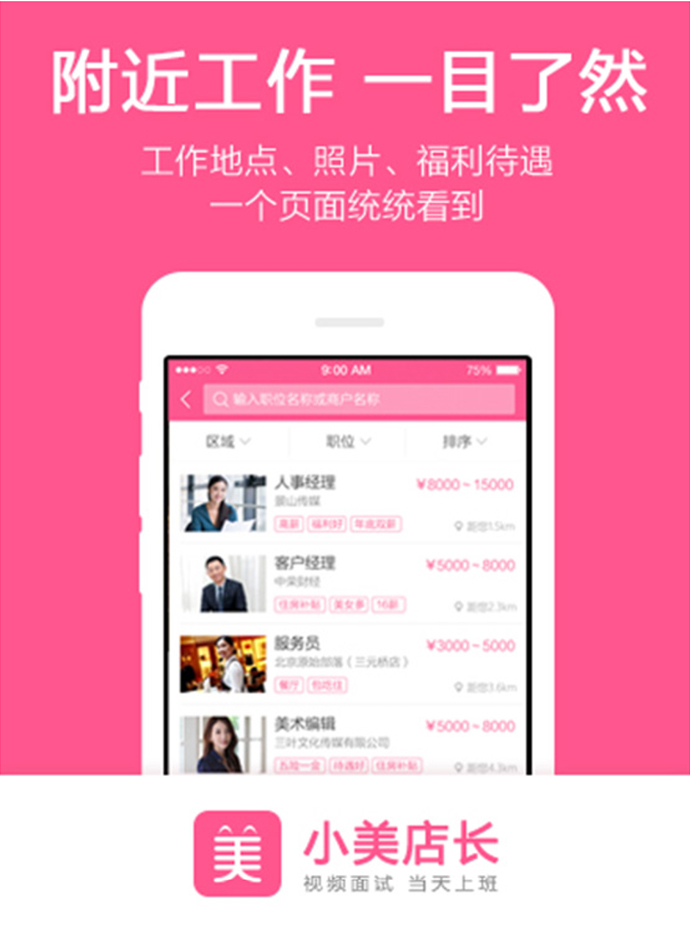 附近工作 一目了然
工作地点、照片、福利待遇
一个页面统统看到
9:00 AM
75%
输入职位名称或商户名称
区域
职位
排序
人事经理
¥8000~15000
景山传媒
高薪 福利好 年底双薪
距您1.5km
客户经理
¥5000~8000
中荣财经
住房补贴 美女多 16薪
距您2.3km
服务员
¥3000~5000
北京原始部落（三元桥店）
餐厅 包吃住
距您3.6km
美术编辑
¥5000~8000
三叶文化传媒有限公司
五险一金 待遇好 住房补贴
距您4.3km
美
小美店长
视频面试 当天上班